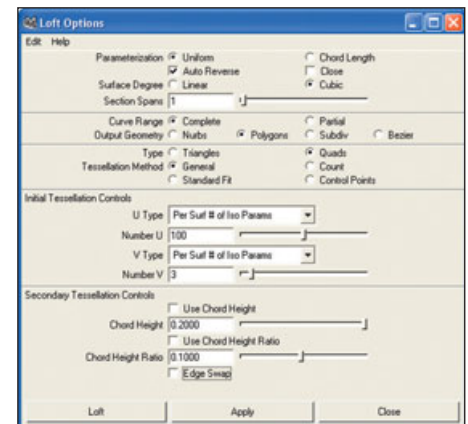 Loft Options
Edit Help
Parameterization Uniform Chord Length
Auto Reverse Close
Surface Degree Linear Cubic
Section Spans 1
Curve Range Complete Partial
Output Geometry Nurbs Polygons Subdiv Bezier
Type Triangles Quads
Tessellation Method General Count
Standard Fit Control Points
Initial Tessellation Controls
U Type Per Surf # of Iso Params
Number U 100
V Type Per Surf # of Iso Params
Number V 3
Secondary Tessellation Controls
Use Chord Height
Chord Height 0.2000
Use Chord Height Ratio
Chord Height Ratio 0.1000
Edge Swap
Loft Apply Close